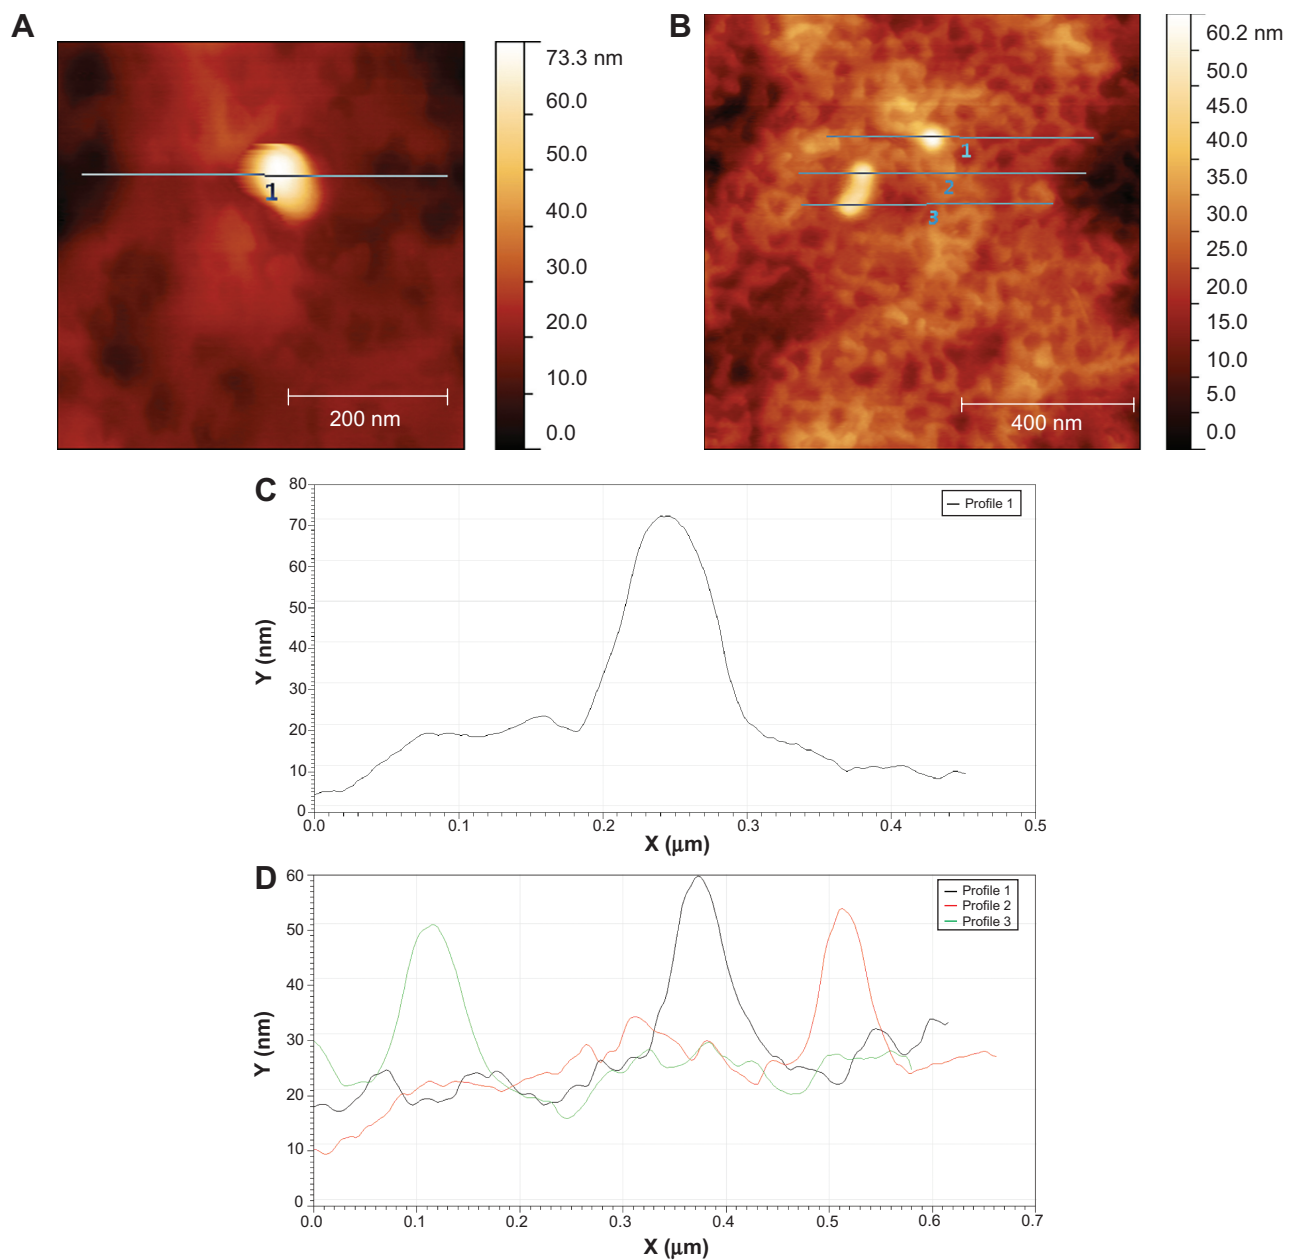 A
73.3 nm
60.0
50.0
40.0
30.0
20.0
10.0
0.0
1
200 nm
B
60.2 nm
50.0
45.0
40.0
35.0
30.0
25.0
20.0
15.0
10.0
5.0
0.0
1
2
3
400 nm
C
80
70
60
50
40
30
20
10
0
Y (nm)
Profile 1
0.0 0.1 0.2 0.3 0.4 0.5
X (μm)
D
60
50
40
30
20
10
0
Y (nm)
Profile 1
Profile 2
Profile 3
0.0 0.1 0.2 0.3 0.4 0.5 0.6 0.7
X (μm)